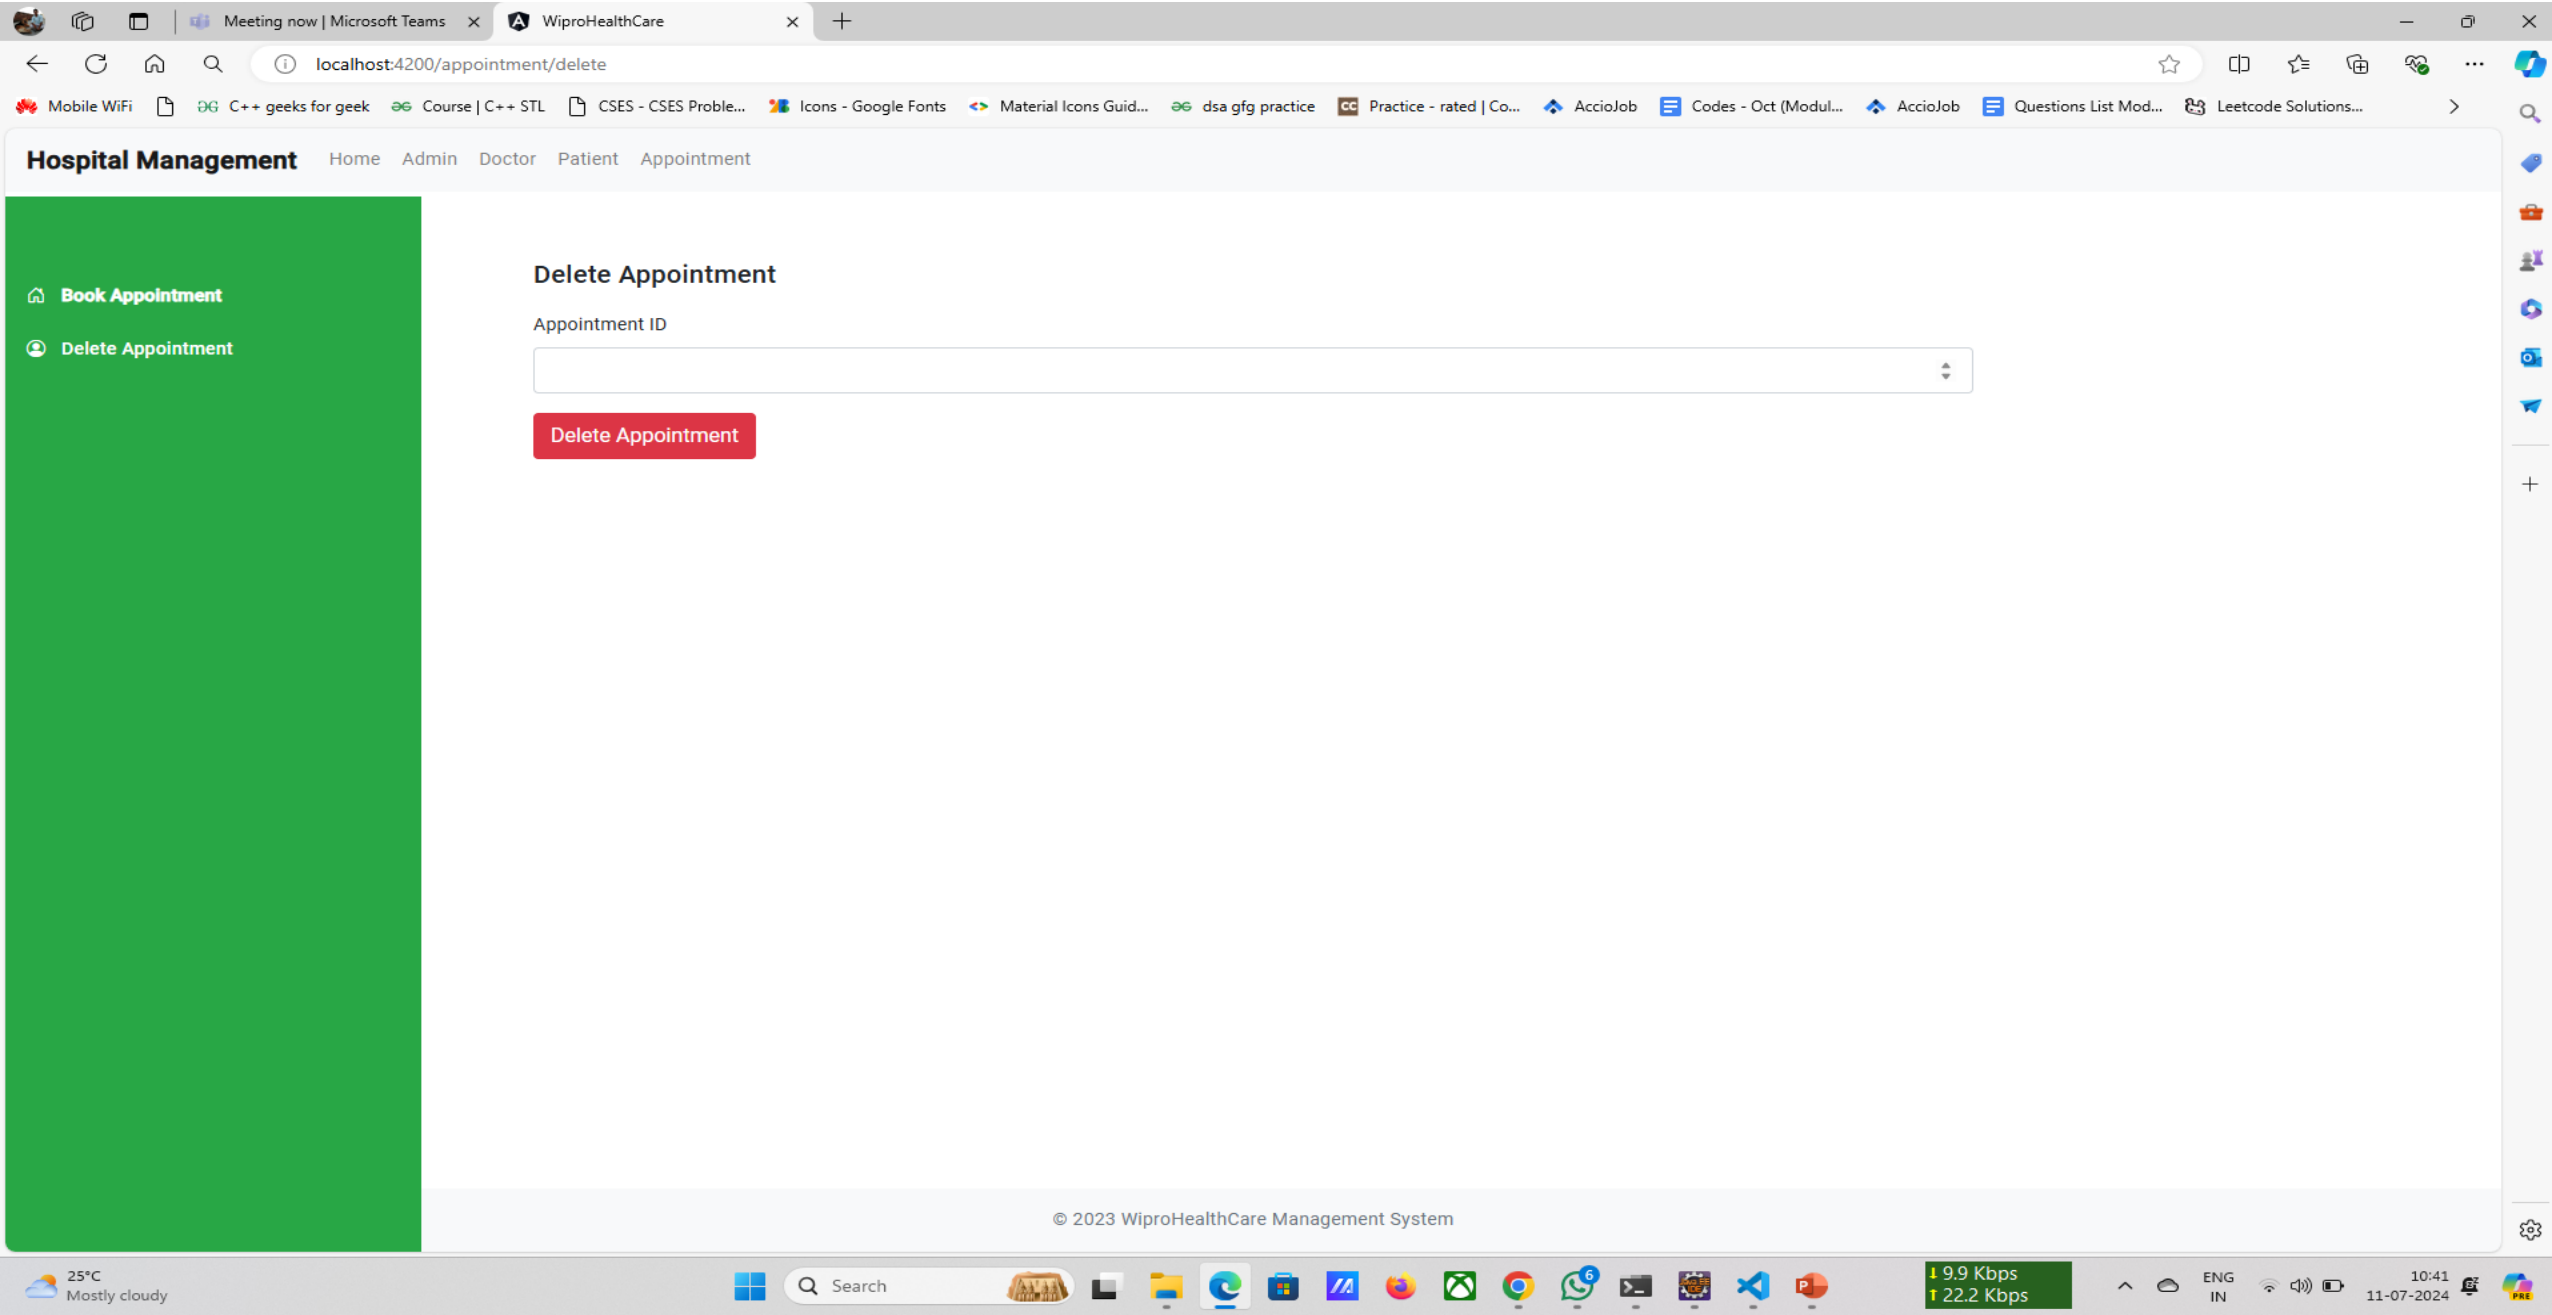 Meeting now | Microsoft Teams
WiproHealthCare
localhost:4200/appointment/delete
Mobile WiFi
C++ geeks for geek
Course | C++ STL
CSES - CSES Proble...
Icons - Google Fonts
Material Icons Guid...
dsa gfg practice
Practice - rated | Co...
AccioJob
Codes - Oct (Modul...
AccioJob
Questions List Mod...
Leetcode Solutions...
Hospital Management
Home
Admin
Doctor
Patient
Appointment
Book Appointment
Delete Appointment
Delete Appointment
Appointment ID
Delete Appointment
© 2023 WiproHealthCare Management System
25°C
Mostly cloudy
Search
6
9.9 Kbps
22.2 Kbps
ENG
IN
10:41
11-07-2024
PRE